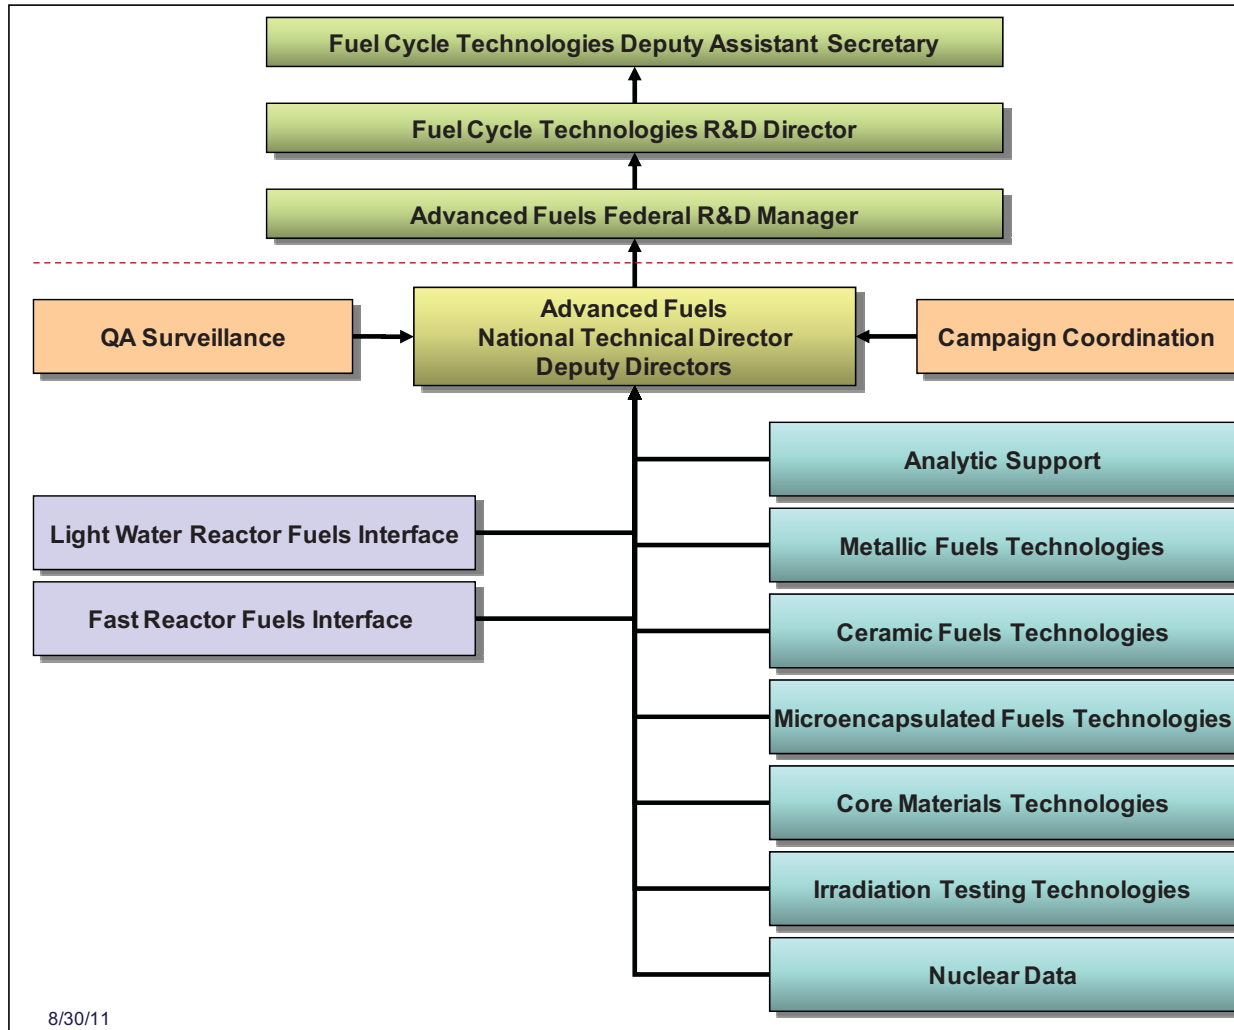 Fuel Cycle Technologies Deputy Assistant Secretary
Fuel Cycle Technologies R&D Director
Advanced Fuels Federal R&D Manager
QA Surveillance
Advanced Fuels
National Technical Director
Deputy Directors
Campaign Coordination
Analytic Support
Light Water Reactor Fuels Interface
Metallic Fuels Technologies
Fast Reactor Fuels Interface
Ceramic Fuels Technologies
Microencapsulated Fuels Technologies
Core Materials Technologies
Irradiation Testing Technologies
Nuclear Data
8/30/11